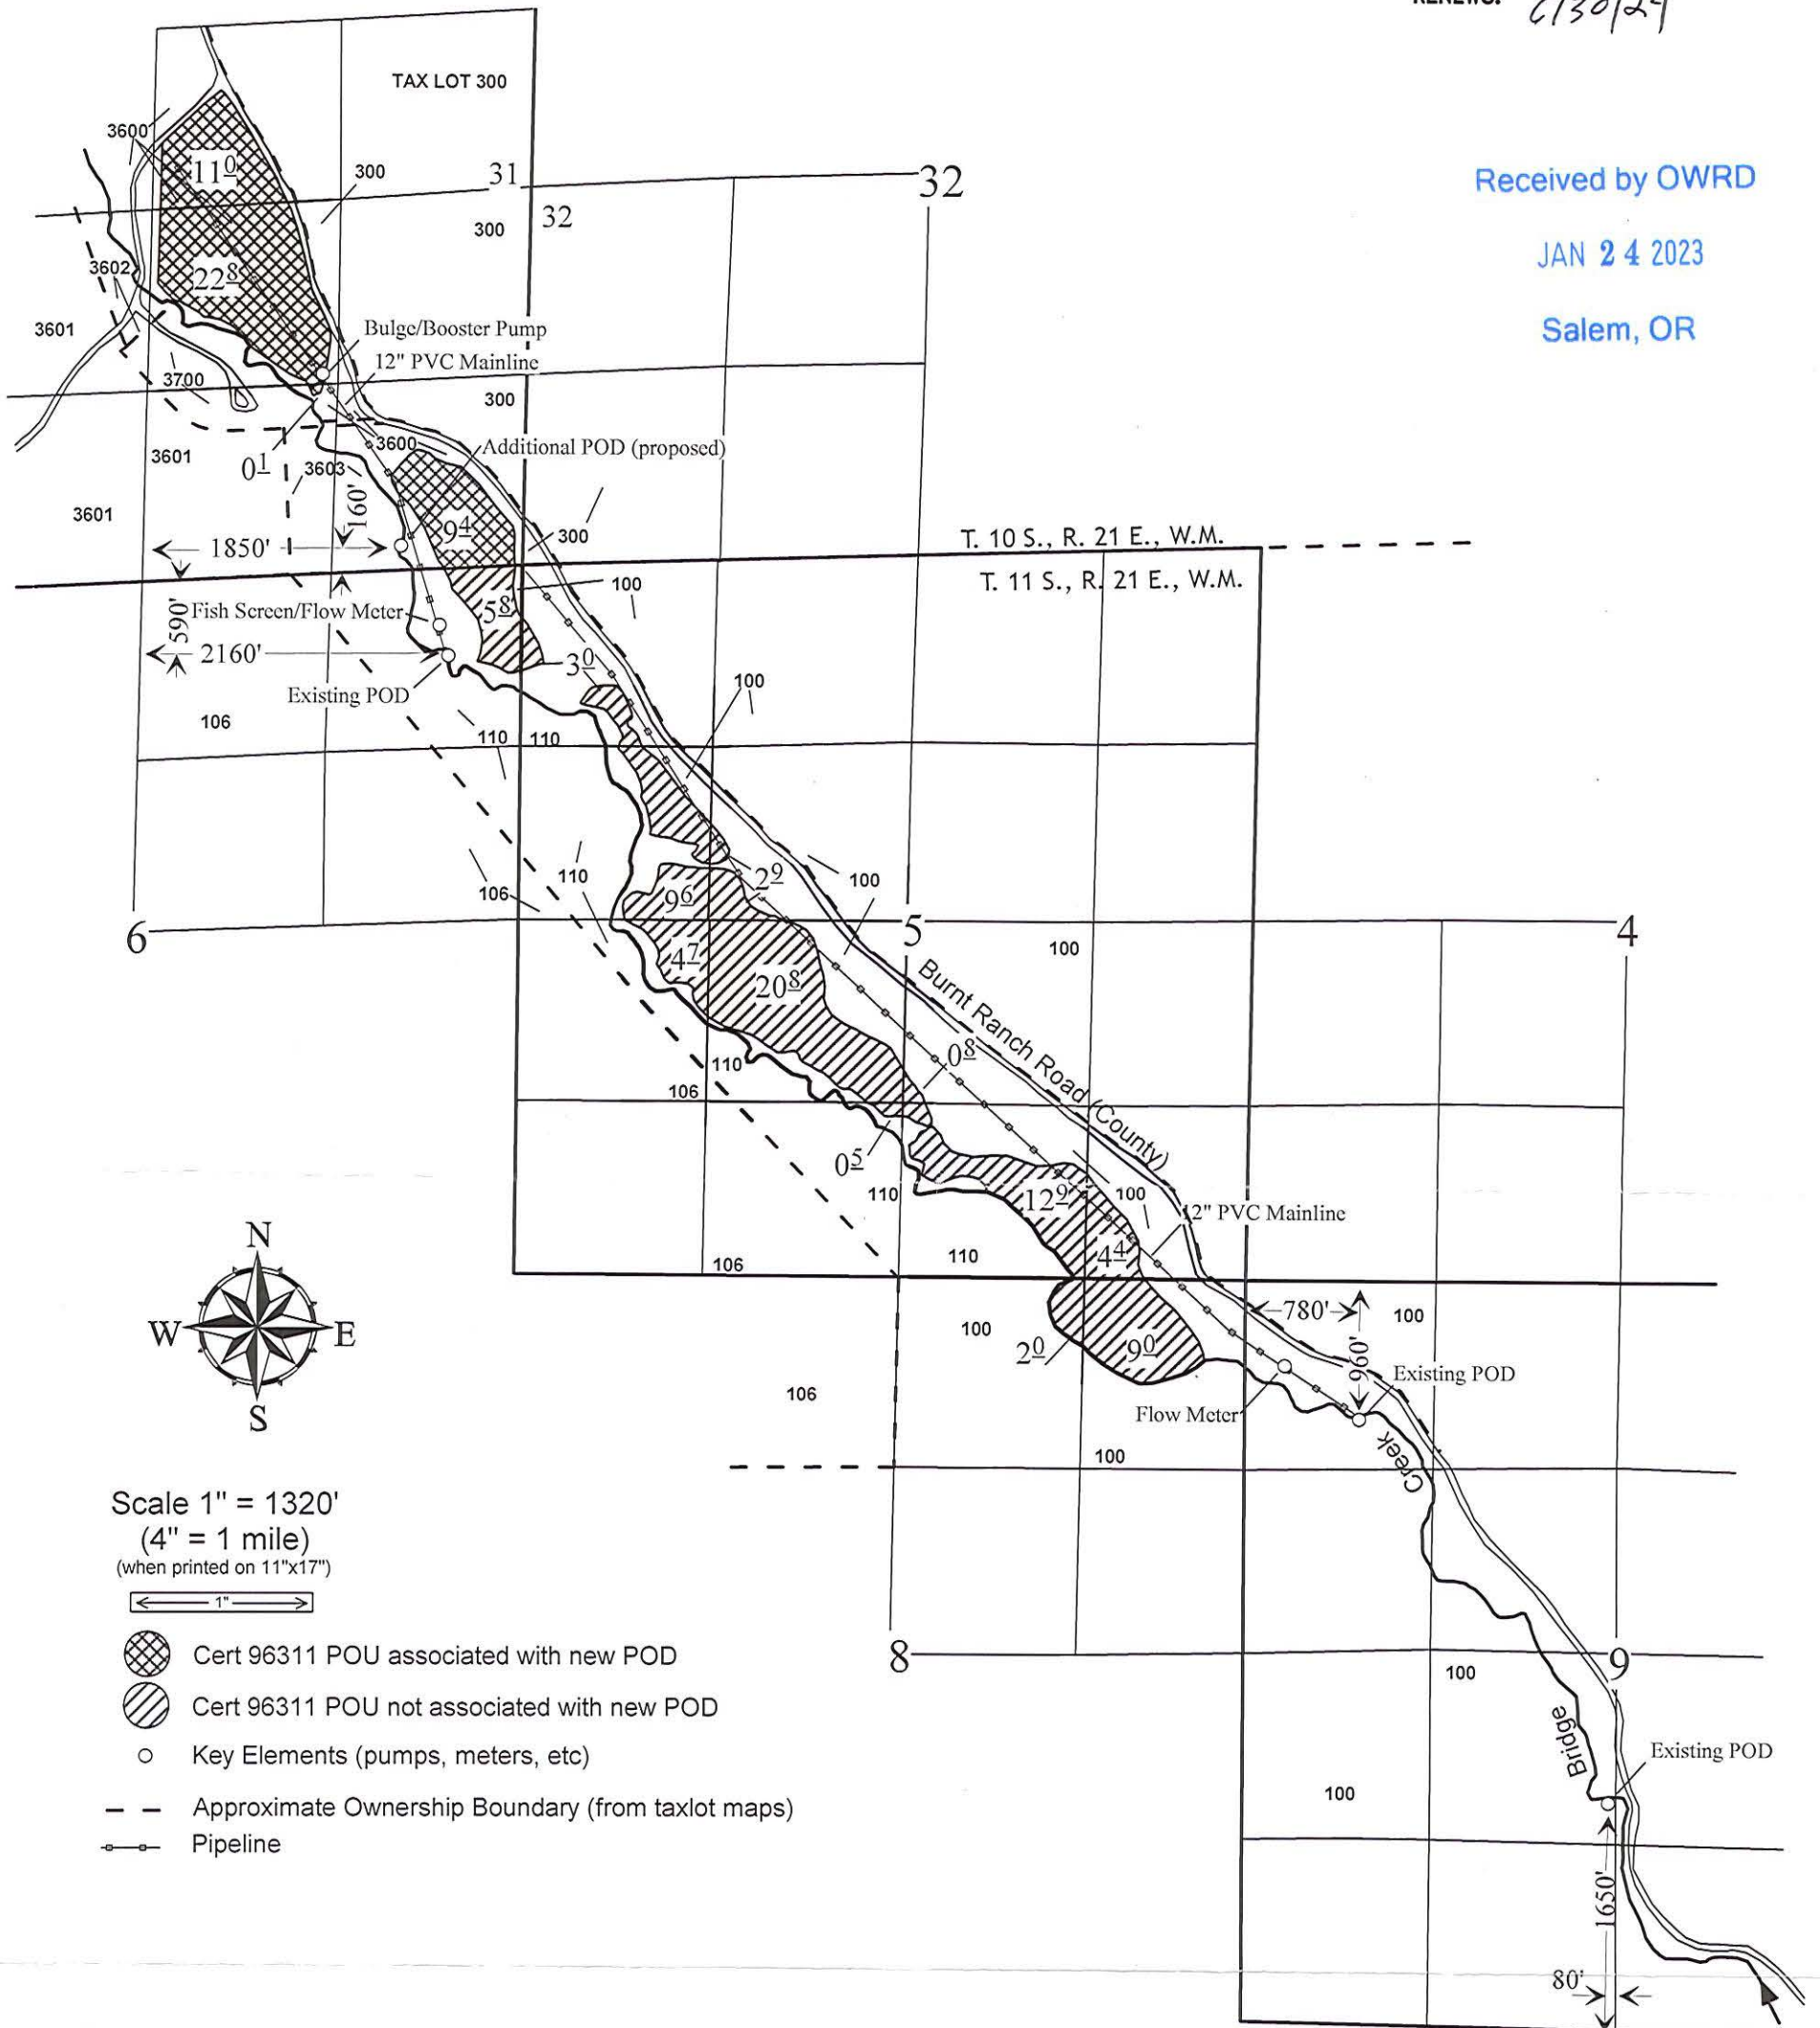 RENEWS: 6/30/24
TAX LOT 300
3600
11<u>0</u>
300
31
32
Received by OWRD
300
32
JAN 24 2023
3602
22<u>8</u>
Salem, OR
3601
Bulge/Booster Pump
12" PVC Mainline
3700
300
3600
Additional POD (proposed)
3601
0<u>1</u>
3603
3601
160'
9<u>4</u>
300
1850'
T. 10 S., R. 21 E., W.M.
T. 11 S., R. 21 E., W.M.
100
590'
Fish Screen/Flow Meter
5<u>8</u>
2160'
3<u>0</u>
Existing POD
100
106
110
110
2<u>9</u>
100
106
110
9<u>6</u>
6
5
4
100
4<u>7</u>
20<u>8</u>
Burnt Ranch Road (County)
0<u>8</u>
110
106
0<u>5</u>
110
12<u>9</u>
100
12" PVC Mainline
N
4<u>4</u>
110
106
W
E
S
780'
100
100
960'
2<u>0</u>
9<u>0</u>
Existing POD
106
Flow Meter
Creek
100
Scale 1" = 1320'
(4" = 1 mile)
(when printed on 11"x17")
1"
Cert 96311 POU associated with new POD
8
9
100
Cert 96311 POU not associated with new POD
Bridge
Key Elements (pumps, meters, etc)
Existing POD
100
Approximate Ownership Boundary (from taxlot maps)
Pipeline
1650'
80'